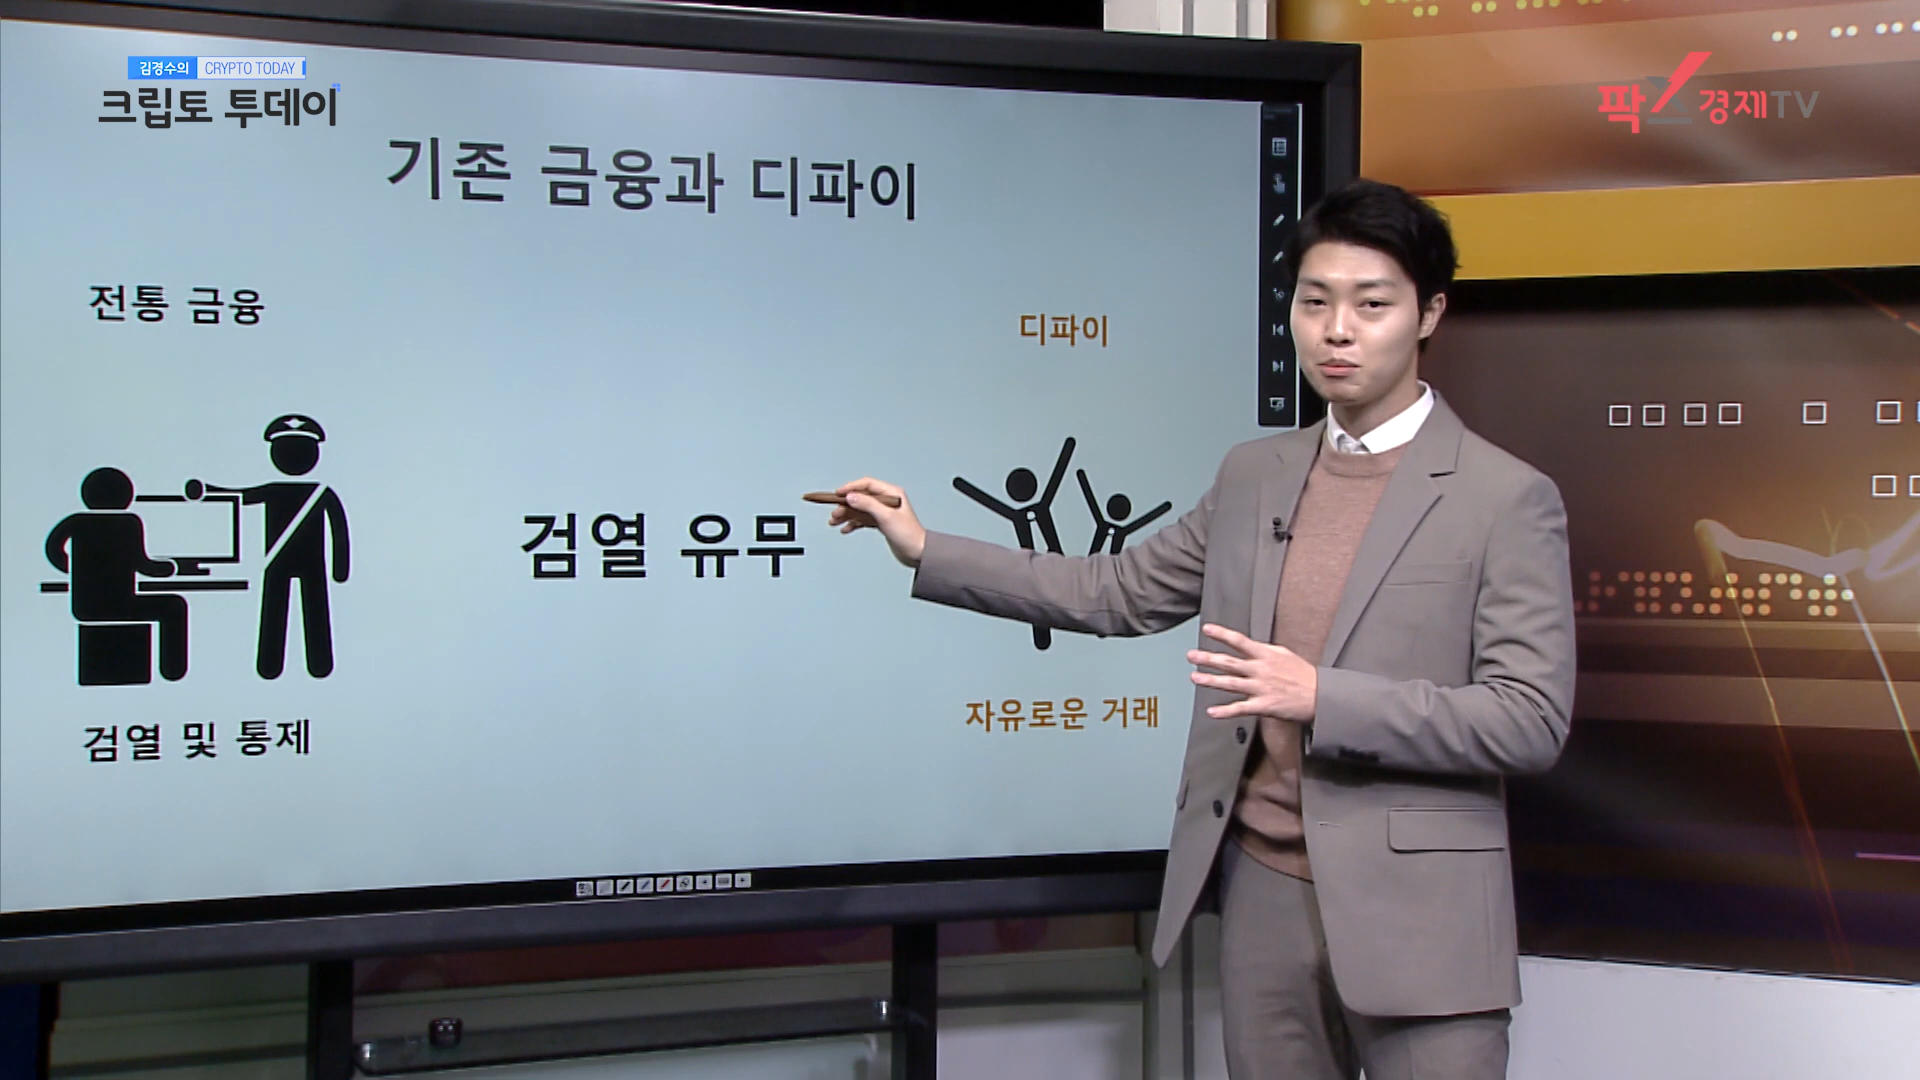 김경수의 CRYPTO TODAY
크립토 투데이
팍스경제TV
기존 금융과 디파이
전통 금융
디파이
검열 유무
검열 및 통제
자유로운 거래